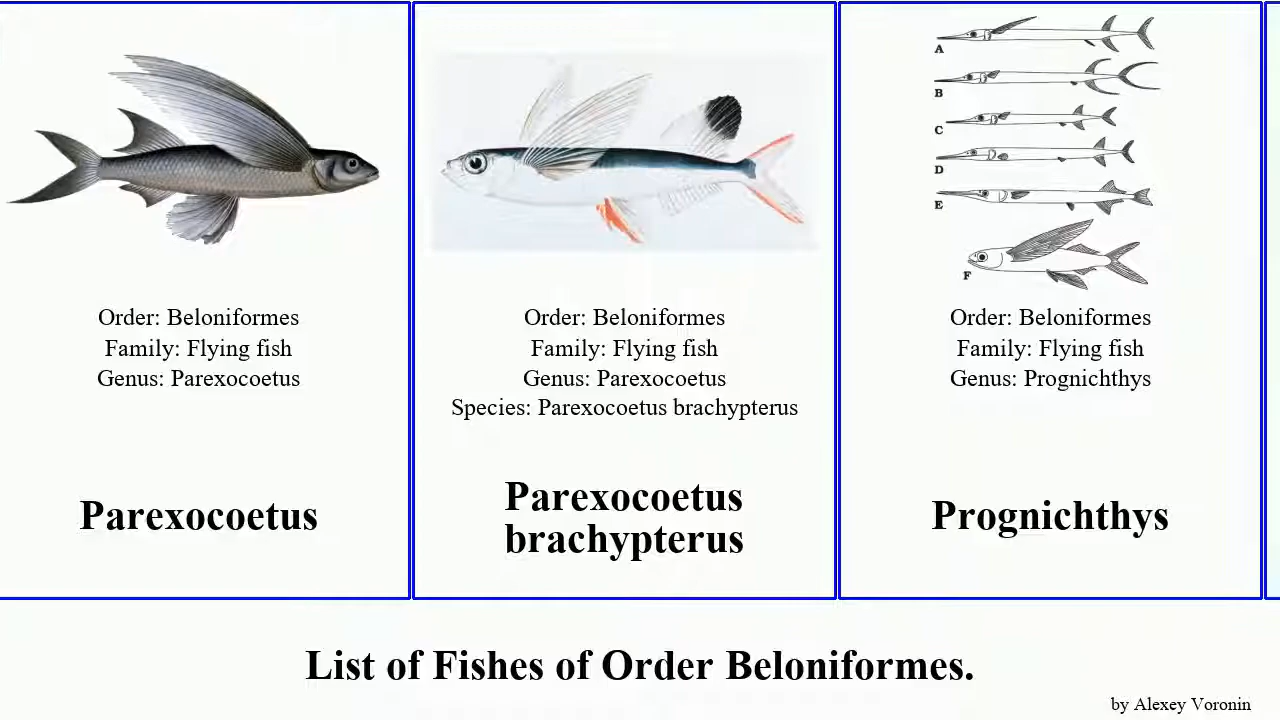 Order: Beloniformes
Family: Flying fish
Genus: Parexocoetus
Parexocoetus
Order: Beloniformes
Family: Flying fish
Genus: Parexocoetus
Species: Parexocoetus brachypterus
Parexocoetus
brachypterus
A
B
C
D
E
F
Order: Beloniformes
Family: Flying fish
Genus: Prognichthys
Prognichthys
List of Fishes of Order Beloniformes.
by Alexey Voronin